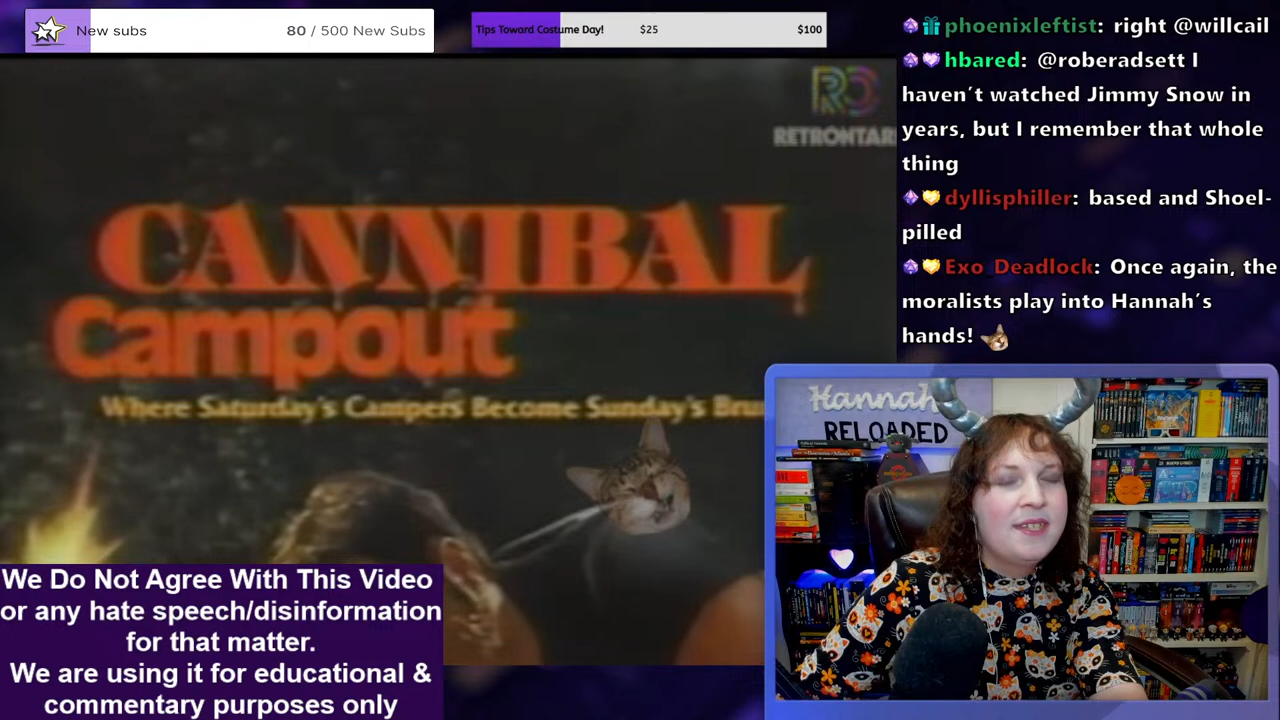 New subs
80 / 500 New Subs
Tips Toward Costume Day!
$25
$100
RETRONTAR
CANNIBAL
Campout
Where Saturday's Campers Become Sunday's
We Do Not Agree With This Video
or any hate speech/disinformation
for that matter.
We are using it for educational &
commentary purposes only
phoenixleftist: right @willcail
hbared: @roberadsett I
haven't watched Jimmy Snow in
years, but I remember that whole
thing
dyllisphiller: based and Shoel-
pilled
Exo_Deadlock: Once again, the
moralists play into Hannah's
hands!
Hannah
RELOADED